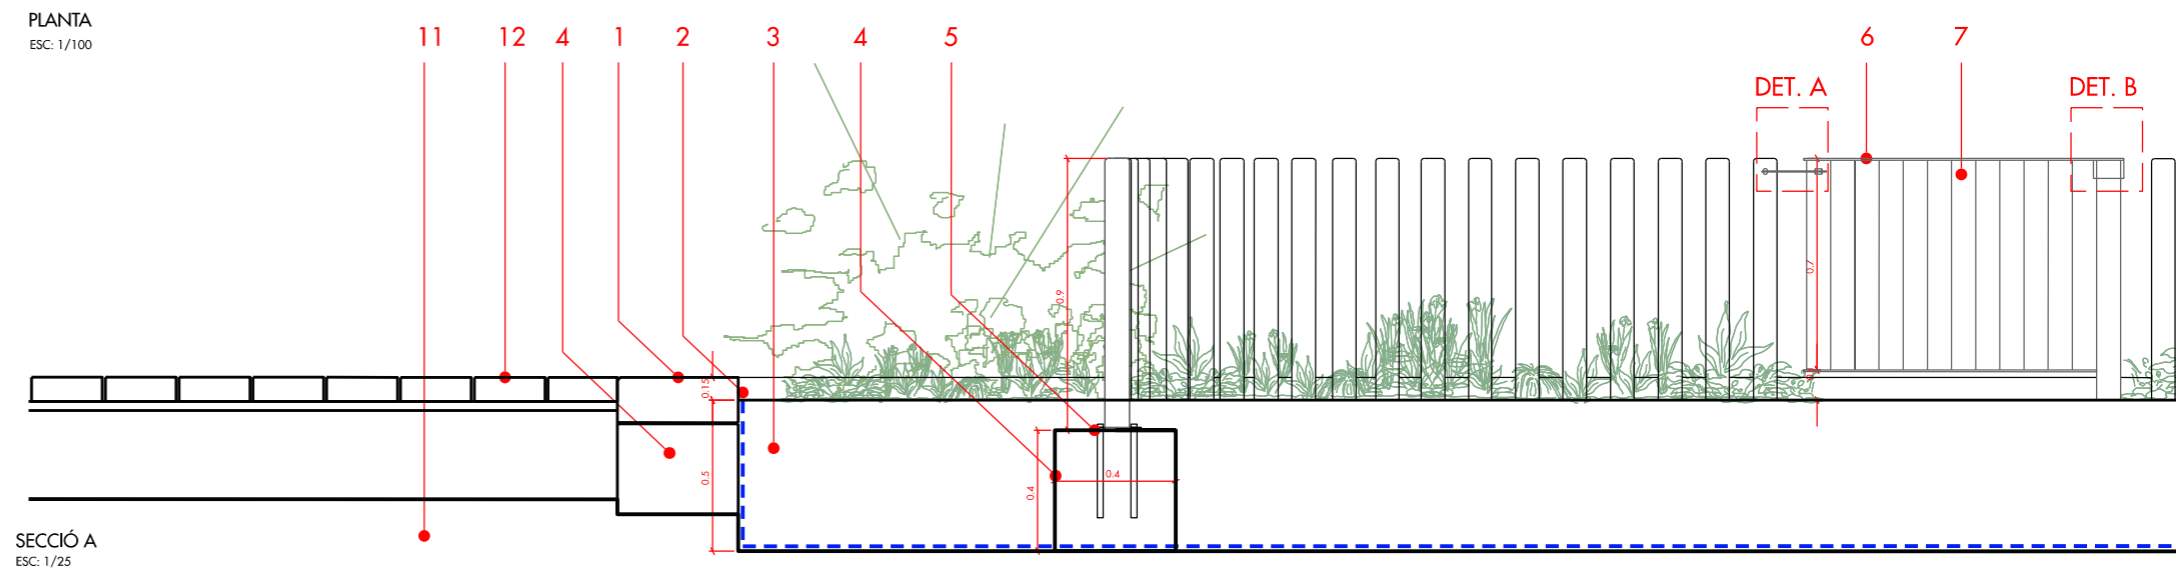 PLANTA
ESC: 1/100
11 12 4 1 2 3 4 5 6 7
DET. A DET. B
0.9
0.7
0.15
0.5
0.4
0.4
SECCIÓ A
ESC: 1/25